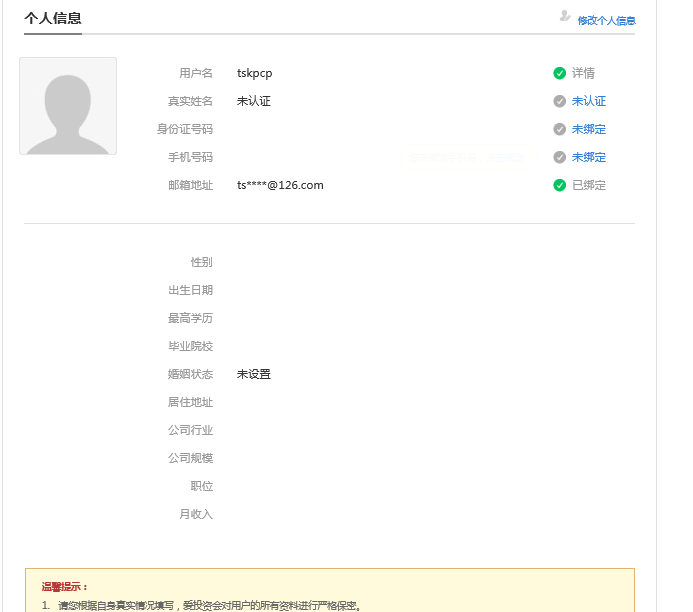 个人信息 修改个人信息
用户名 tskpcp 详情
真实姓名 未认证 未认证
身份证号码 未绑定
手机号码 未绑定
邮箱地址 ts****@126.com 已绑定
性别
出生日期
最高学历
毕业院校
婚姻状态 未设置
居住地址
公司行业
公司规模
职位
月收入
温馨提示：
1. 请您根据自身真实情况填写，爱投资会对用户的所有资料进行严格保密。